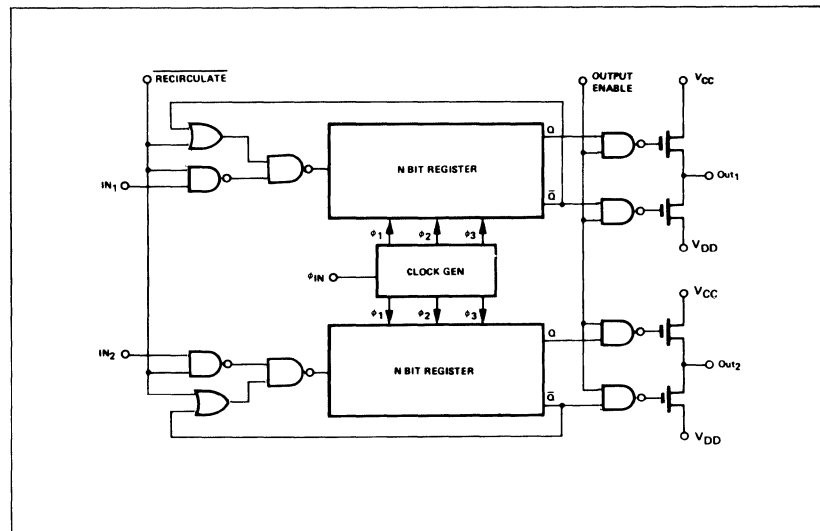 RECIRCULATE
OUTPUT
ENABLE
VCC
Q
N BIT REGISTER
IN1
Out1
Q̅
ϕ1 ϕ2 ϕ3
VDD
ϕIN
CLOCK GEN
VCC
ϕ1 ϕ2 ϕ3
Q
IN2
Out2
N BIT REGISTER
Q̅
VDD